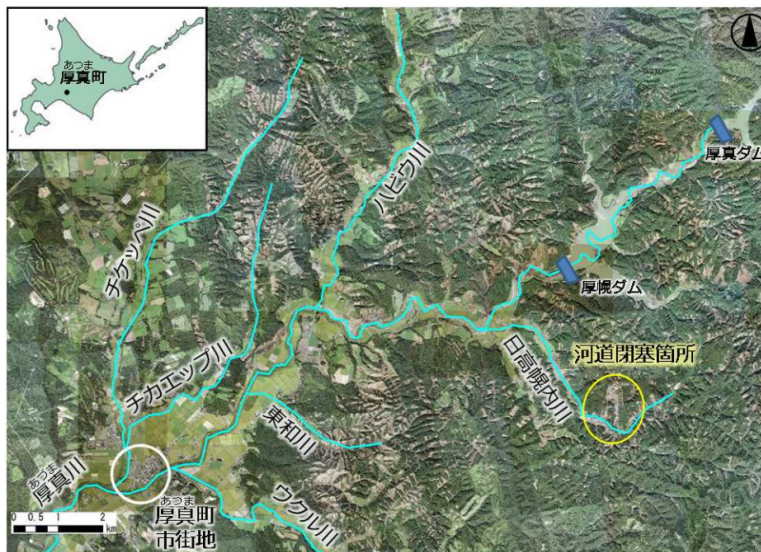 あつま
厚真町
厚真ダム
ハビウ川
チケッペ川
厚幌ダム
河道閉塞箇所
日高幌内川
チカエップ川
東和川
あつま
厚真川
あつま
厚真町
市街地
ウクル川
0 0.5 1 2
km